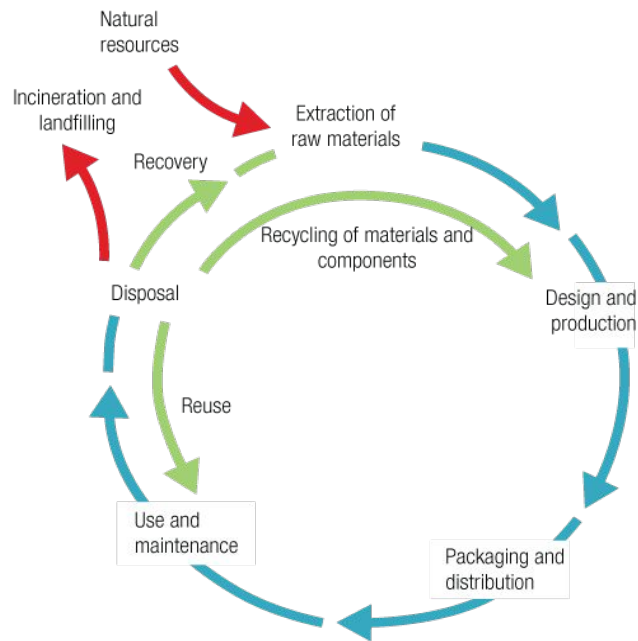 Natural
resources
Incineration and
landfilling
Extraction of
raw materials
Recovery
Recycling of materials and
components
Disposal
Design and
production
Reuse
Use and
maintenance
Packaging and
distribution